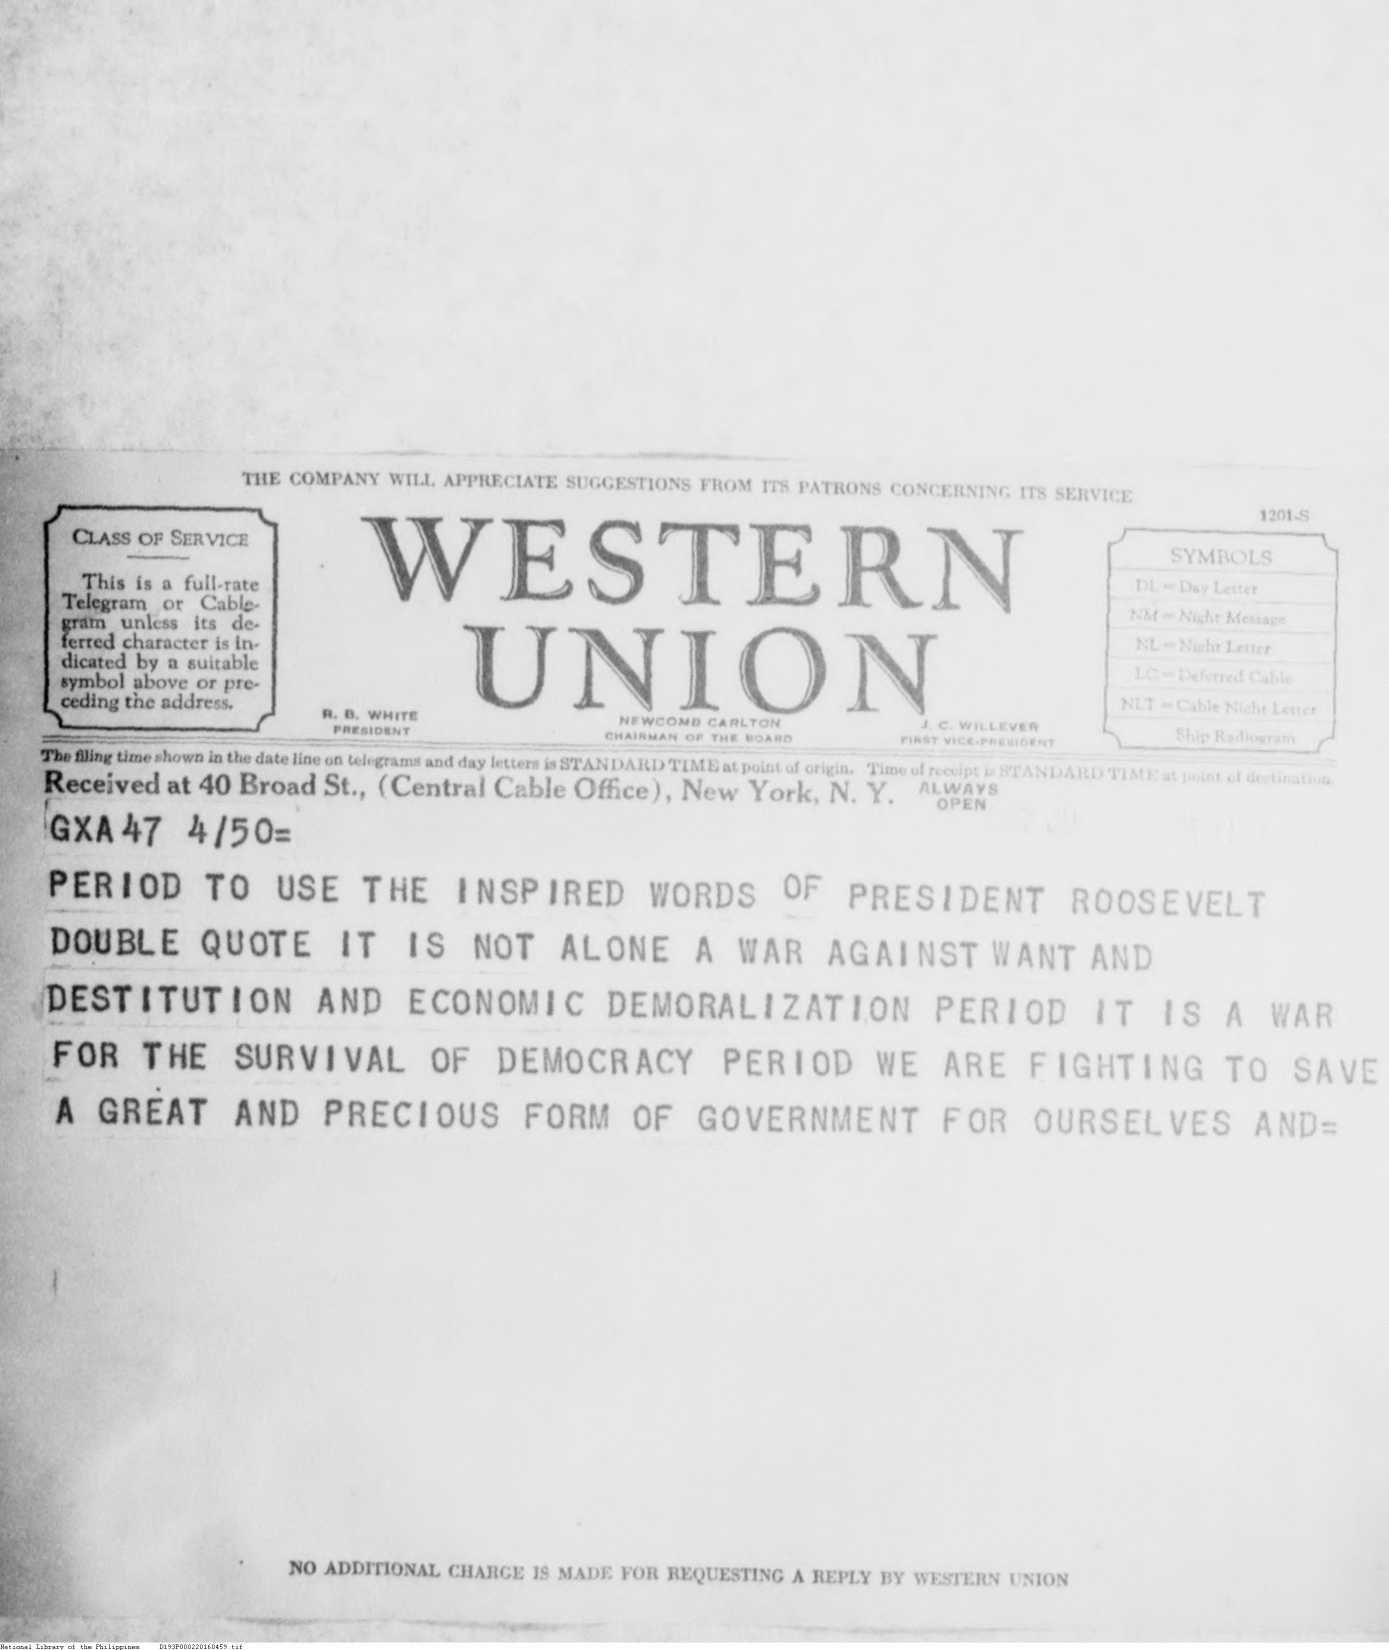 THE COMPANY WILL APPRECIATE SUGGESTIONS FROM ITS PATRONS CONCERNING ITS SERVICE
1201-S
CLASS OF SERVICE
This is a full-rate
Telegram or Cable-
gram unless its de-
ferred character is in-
dicated by a suitable
symbol above or pre-
ceding the address.
WESTERN
UNION
R. B. WHITE
PRESIDENT
NEWCOMB CARLTON
CHAIRMAN OF THE BOARD
J. C. WILLEVER
FIRST VICE-PRESIDENT
SYMBOLS
DL = Day Letter
NM = Night Message
NL = Night Letter
LC = Deferred Cable
NLT = Cable Night Letter
Ship Radiogram
The filing time shown in the date line on telegrams and day letters is STANDARD TIME at point of origin. Time of receipt is STANDARD TIME at point of destination.
Received at 40 Broad St., (Central Cable Office), New York, N. Y. ALWAYS OPEN
GXA47 4/50=
PERIOD TO USE THE INSPIRED WORDS OF PRESIDENT ROOSEVELT
DOUBLE QUOTE IT IS NOT ALONE A WAR AGAINST WANT AND
DESTITUTION AND ECONOMIC DEMORALIZATION PERIOD IT IS A WAR
FOR THE SURVIVAL OF DEMOCRACY PERIOD WE ARE FIGHTING TO SAVE
A GREAT AND PRECIOUS FORM OF GOVERNMENT FOR OURSELVES AND=
NO ADDITIONAL CHARGE IS MADE FOR REQUESTING A REPLY BY WESTERN UNION
National Library of the Philippines D193P000220160459.tif